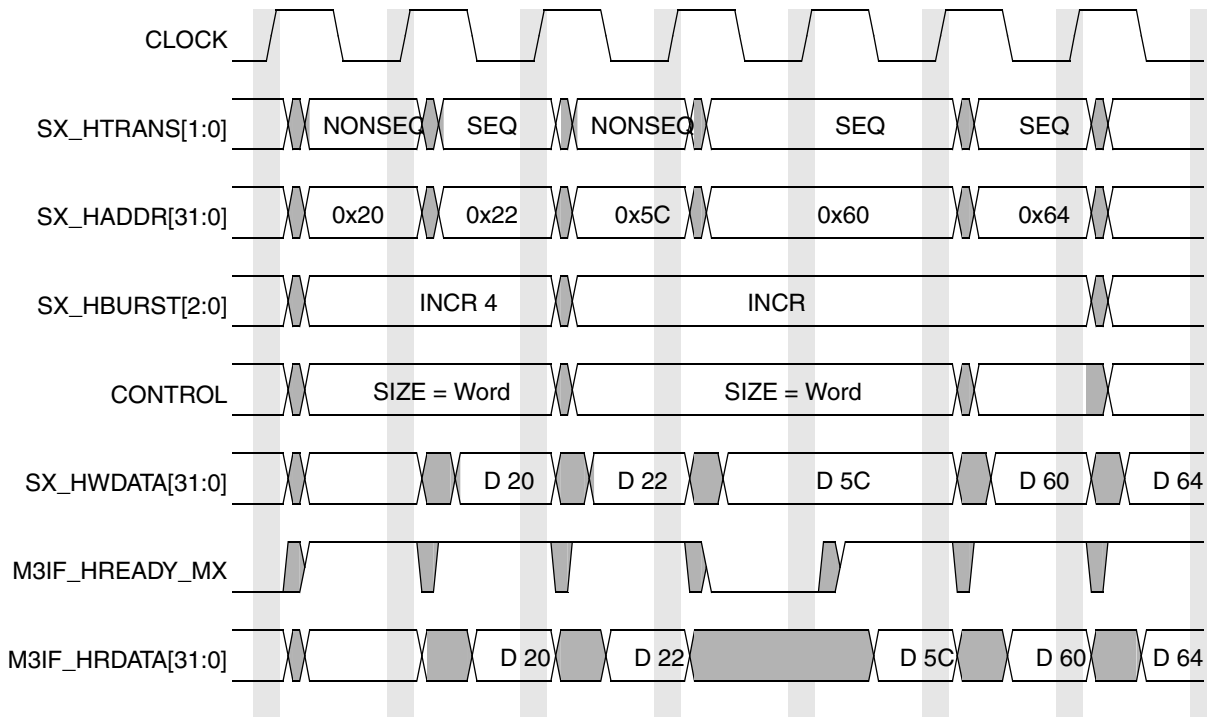 CLOCK
SX_HTRANS[1:0] NONSEQ SEQ NONSEQ SEQ SEQ
SX_HADDR[31:0] 0x20 0x22 0x5C 0x60 0x64
SX_HBURST[2:0] INCR 4 INCR
CONTROL SIZE = Word SIZE = Word
SX_HWDATA[31:0] D 20 D 22 D 5C D 60 D 64
M3IF_HREADY_MX
M3IF_HRDATA[31:0] D 20 D 22 D 5C D 60 D 64